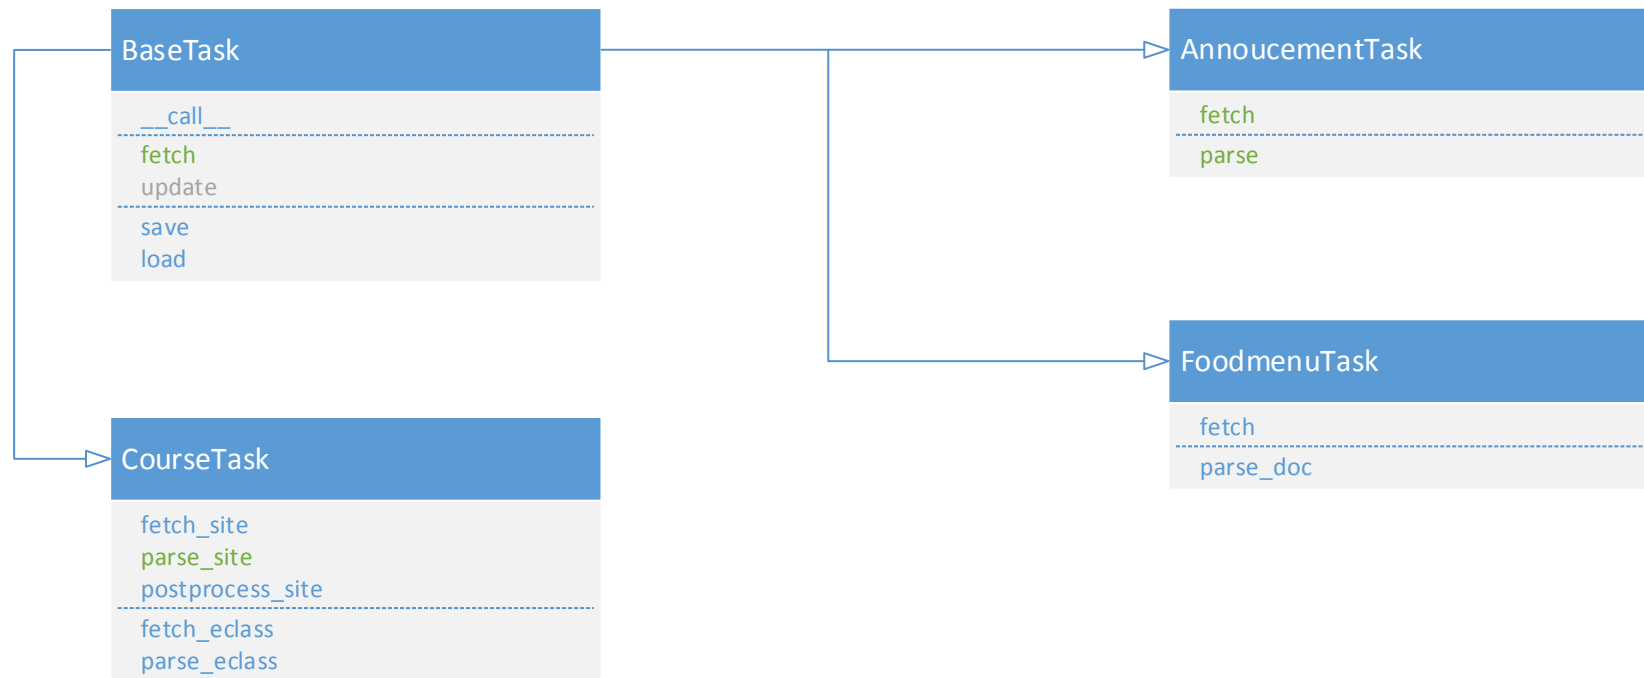 BaseTask
__call__
fetch
update
save
load
AnnoucementTask
fetch
parse
FoodmenuTask
fetch
parse_doc
CourseTask
fetch_site
parse_site
postprocess_site
fetch_eclass
parse_eclass